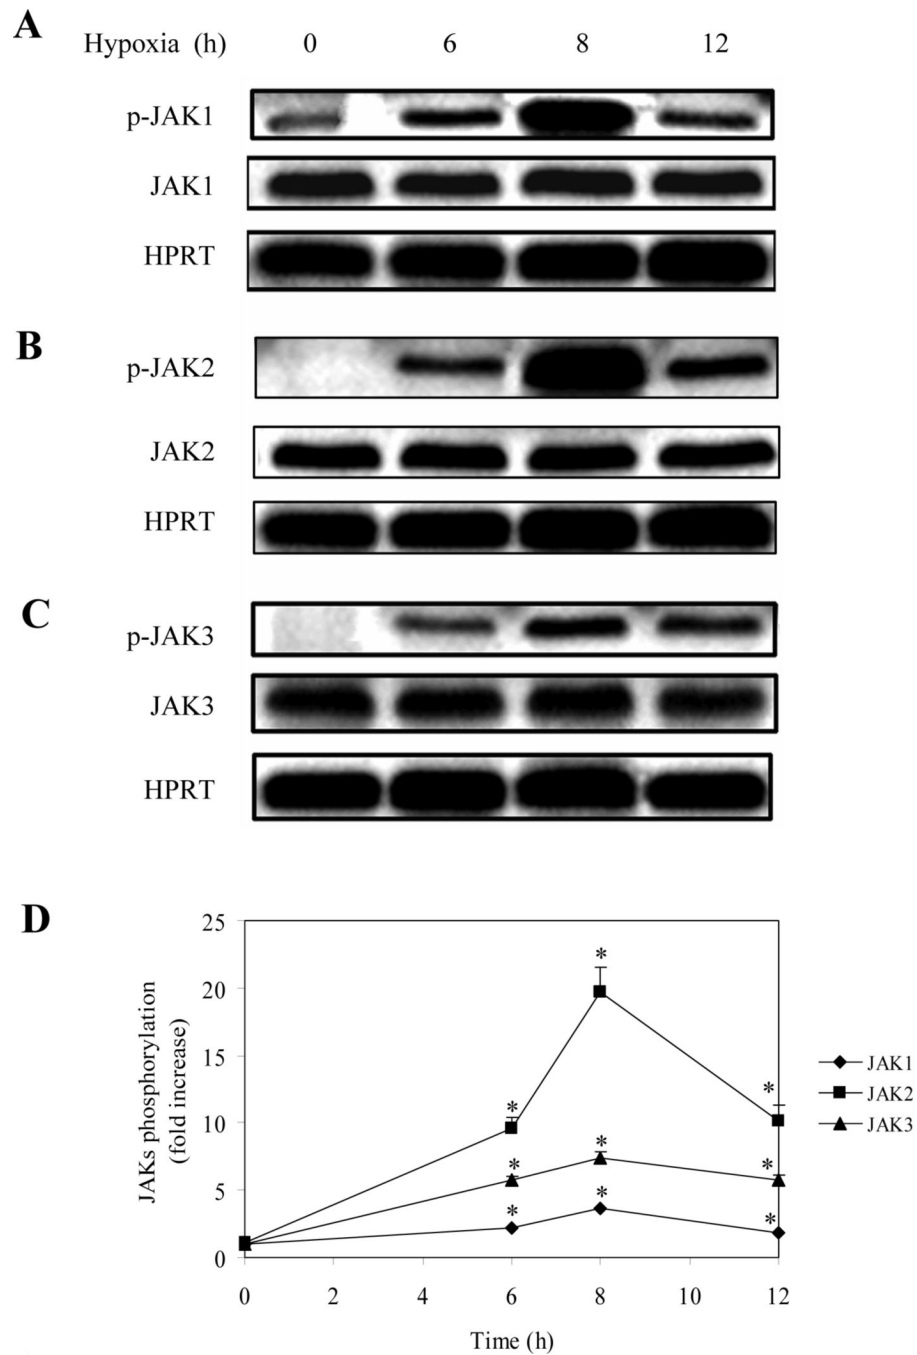 A
Hypoxia (h) 0 6 8 12
p-JAK1
JAK1
HPRT
B
p-JAK2
JAK2
HPRT
C
p-JAK3
JAK3
HPRT
D
JAKs phosphorylation
(fold increase)
25
20
15
10
5
0
* * *
* * *
* * *
JAK1
JAK2
JAK3
0 2 4 6 8 10 12
Time (h)